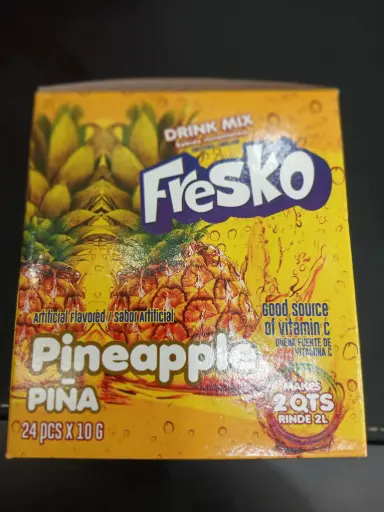 DRINK MIX
Fresko
Artificial Flavored / Sabor Artificial
Good source
of vitamin C
BUENA FUENTE DE
VITAMINA C
Pineapple
PIÑA
MAKES
2 QTS
RINDE 2L
24 PCS X 10 G